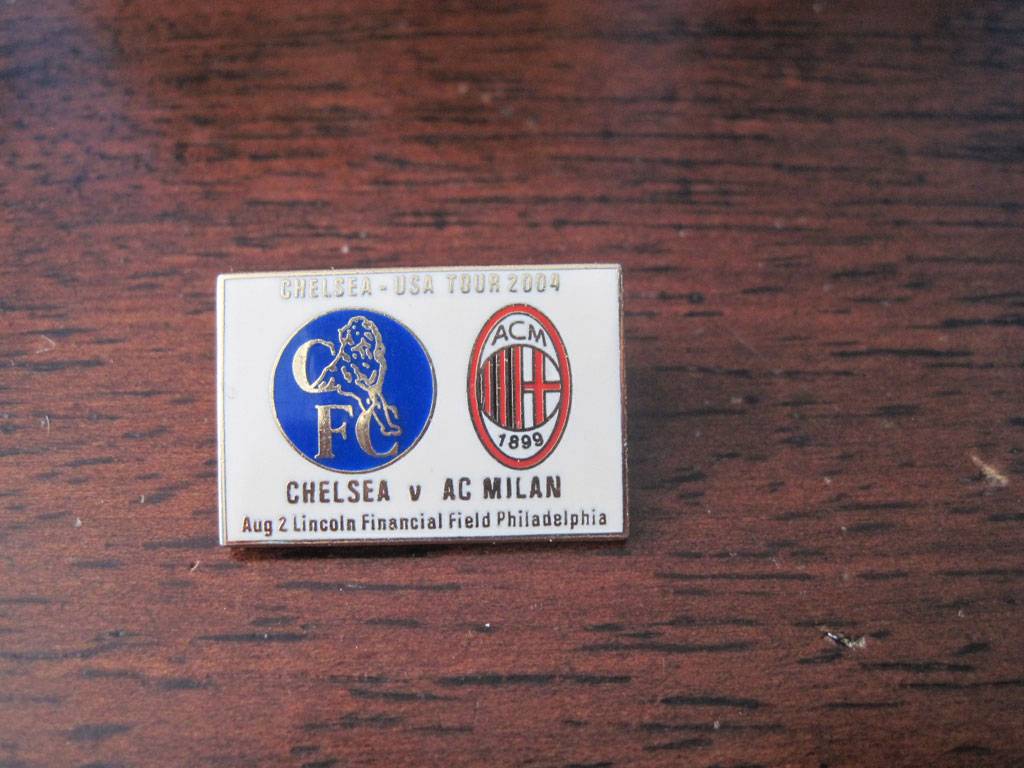 CHELSEA - USA TOUR 2004
CFC
ACM
1899
CHELSEA v AC MILAN
Aug 2 Lincoln Financial Field Philadelphia